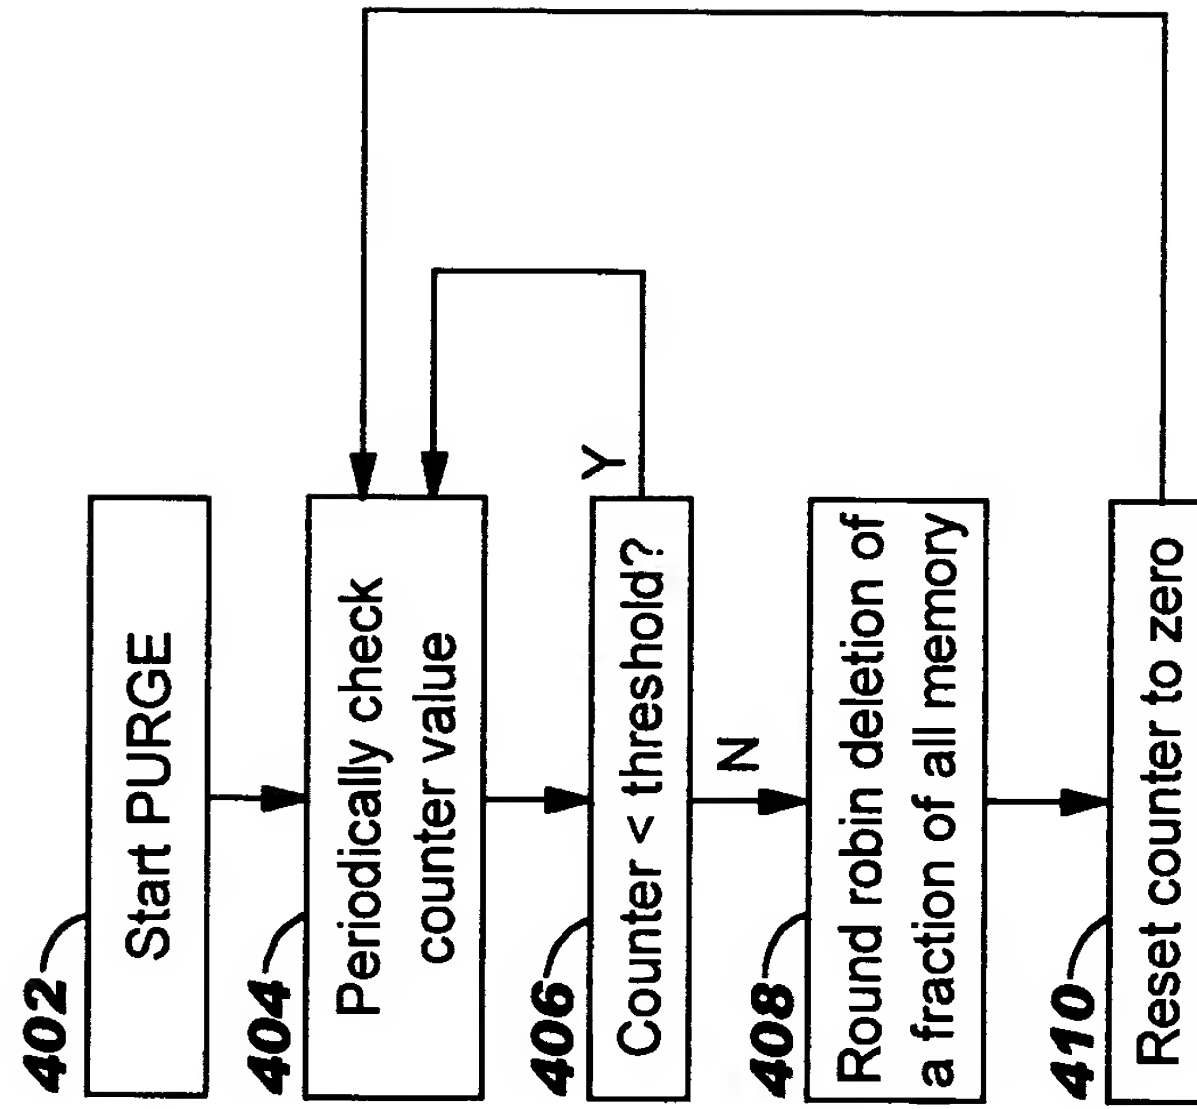 402
Start PURGE
404
Periodically check
counter value
406
Counter < threshold?
Y
N
408
Round robin deletion of
a fraction of all memory
410
Reset counter to zero